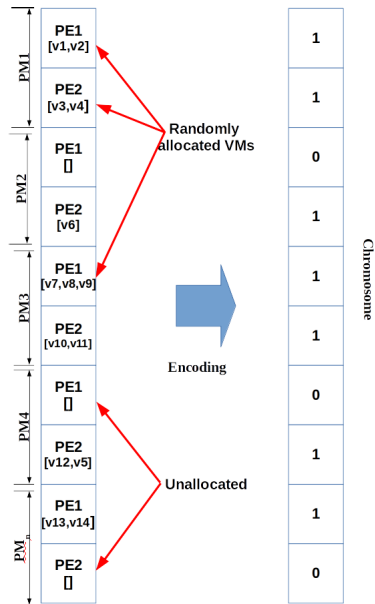 PM1
PE1
[v1,v2]
1
PE2
[v3,v4]
1
Randomly
allocated VMs
PM2
PE1
[]
0
PE2
[v6]
1
PM3
PE1
[v7,v8,v9]
1
PE2
[v10,v11]
1
Chromosome
Encoding
PM4
PE1
[]
0
PE2
[v12,v5]
1
Unallocated
PMn
PE1
[v13,v14]
1
PE2
[]
0